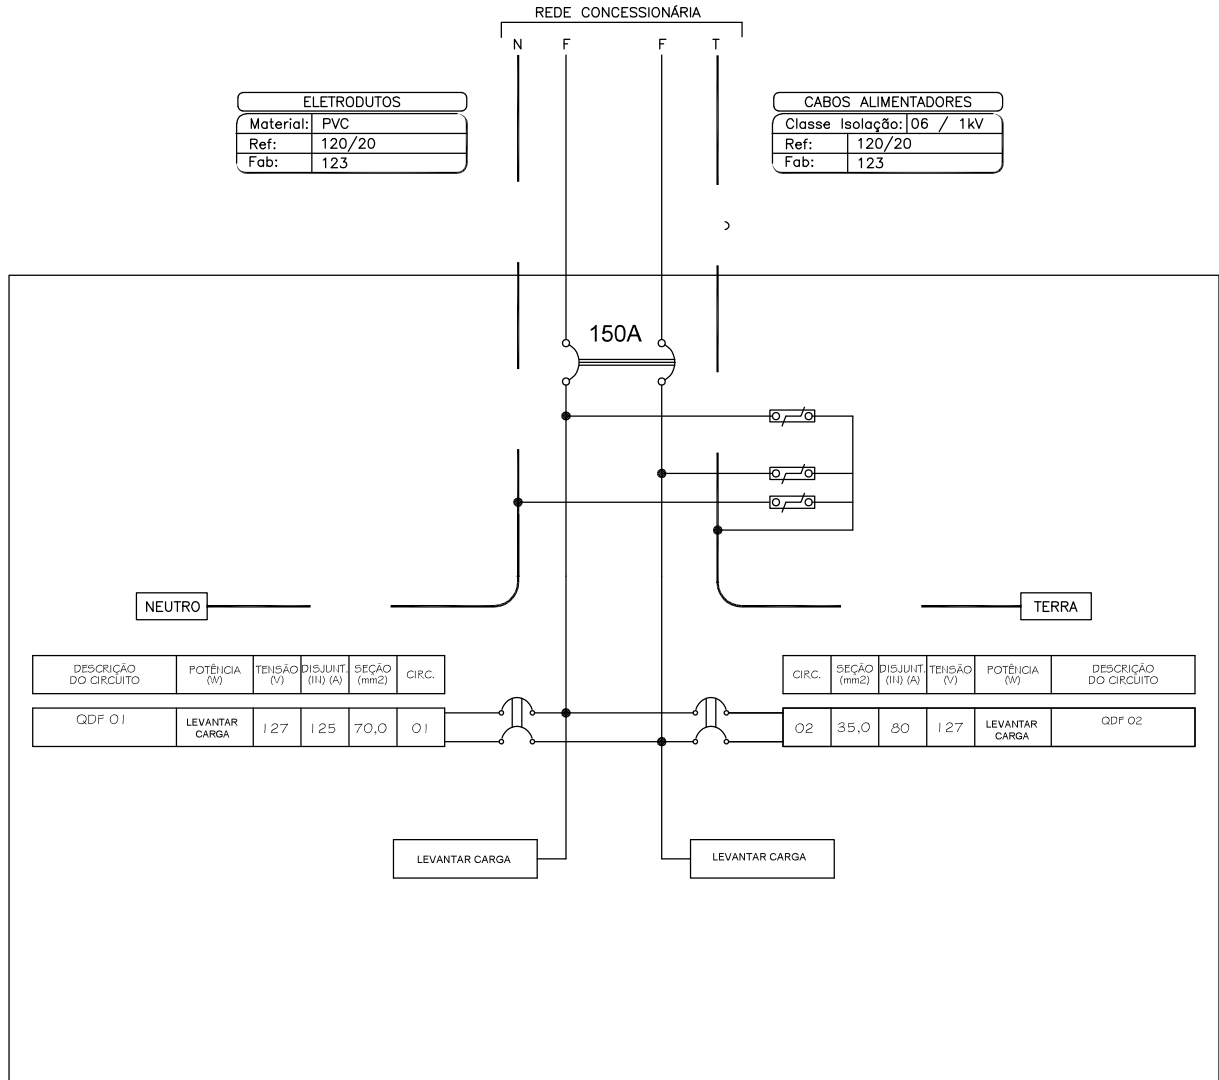 REDE CONCESSIONÁRIA
N F F T
ELETRODUTOS
Material: PVC
Ref: 120/20
Fab: 123
CABOS ALIMENTADORES
Classe Isolação: 06 / 1kV
Ref: 120/20
Fab: 123
150A
NEUTRO
TERRA
DESCRIÇÃO DO CIRCUITO POTÊNCIA (W) TENSÃO (V) DISJUNT. (IN) (A) SEÇÃO (mm2) CIRC.
QDF 01 LEVANTAR CARGA 127 125 70,0 01
CIRC. SEÇÃO (mm2) DISJUNT. (IN) (A) TENSÃO (V) POTÊNCIA (W) DESCRIÇÃO DO CIRCUITO
02 35,0 80 127 LEVANTAR CARGA QDF 02
LEVANTAR CARGA
LEVANTAR CARGA